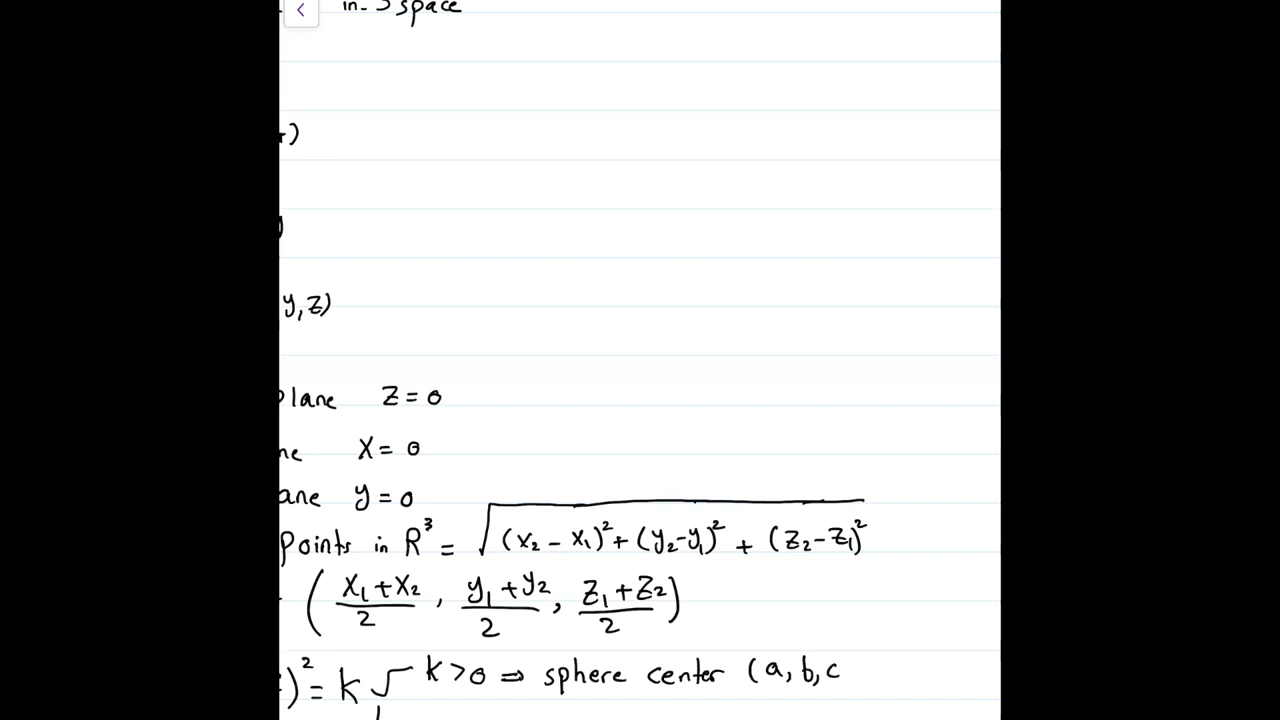 in 3 space
)
)
y, z)
plane z = 0
ne x = 0
ane y = 0
points in R³ = √(x₂ - x₁)² + (y₂ - y₁)² + (z₂ - z₁)²
( x₁ + x₂ / 2 , y₁ + y₂ / 2 , z₁ + z₂ / 2 )
)² = k k > 0 ⇒ sphere center (a, b, c